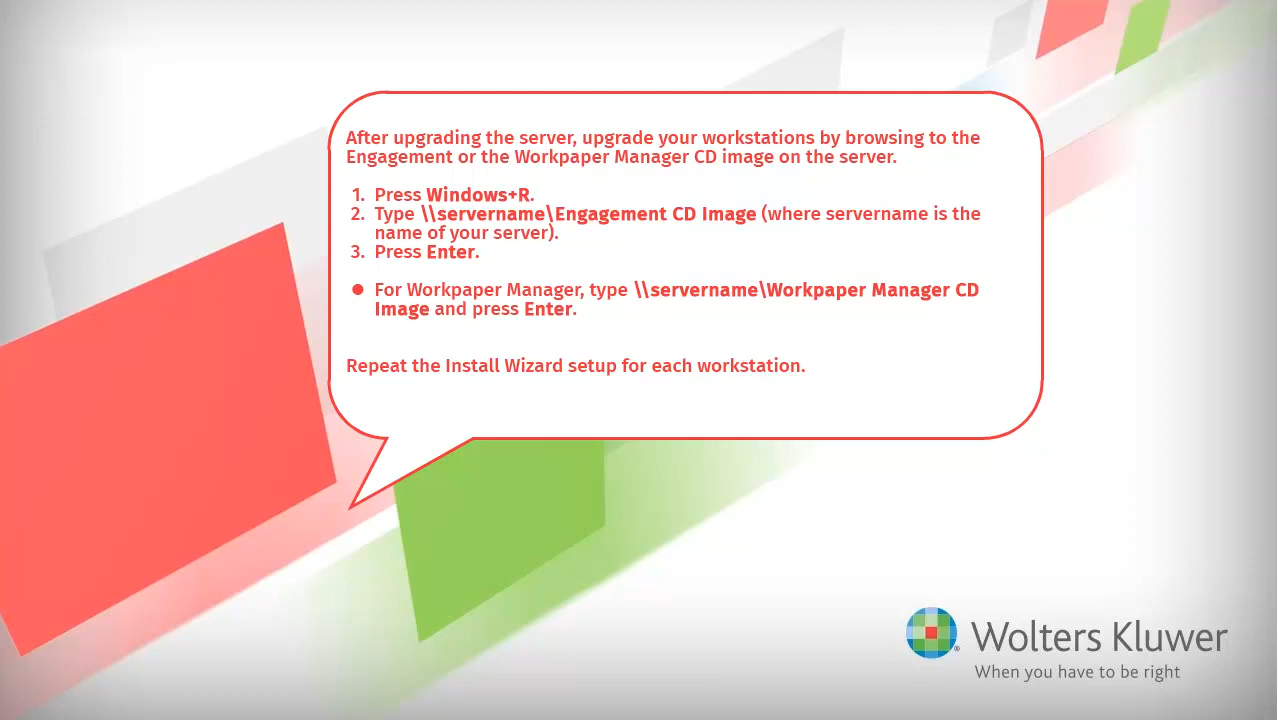 After upgrading the server, upgrade your workstations by browsing to the
Engagement or the Workpaper Manager CD image on the server.
1. Press Windows+R.
2. Type \\servername\Engagement CD Image (where servername is the
name of your server).
3. Press Enter.
● For Workpaper Manager, type \\servername\Workpaper Manager CD
Image and press Enter.
Repeat the Install Wizard setup for each workstation.
Wolters Kluwer
When you have to be right